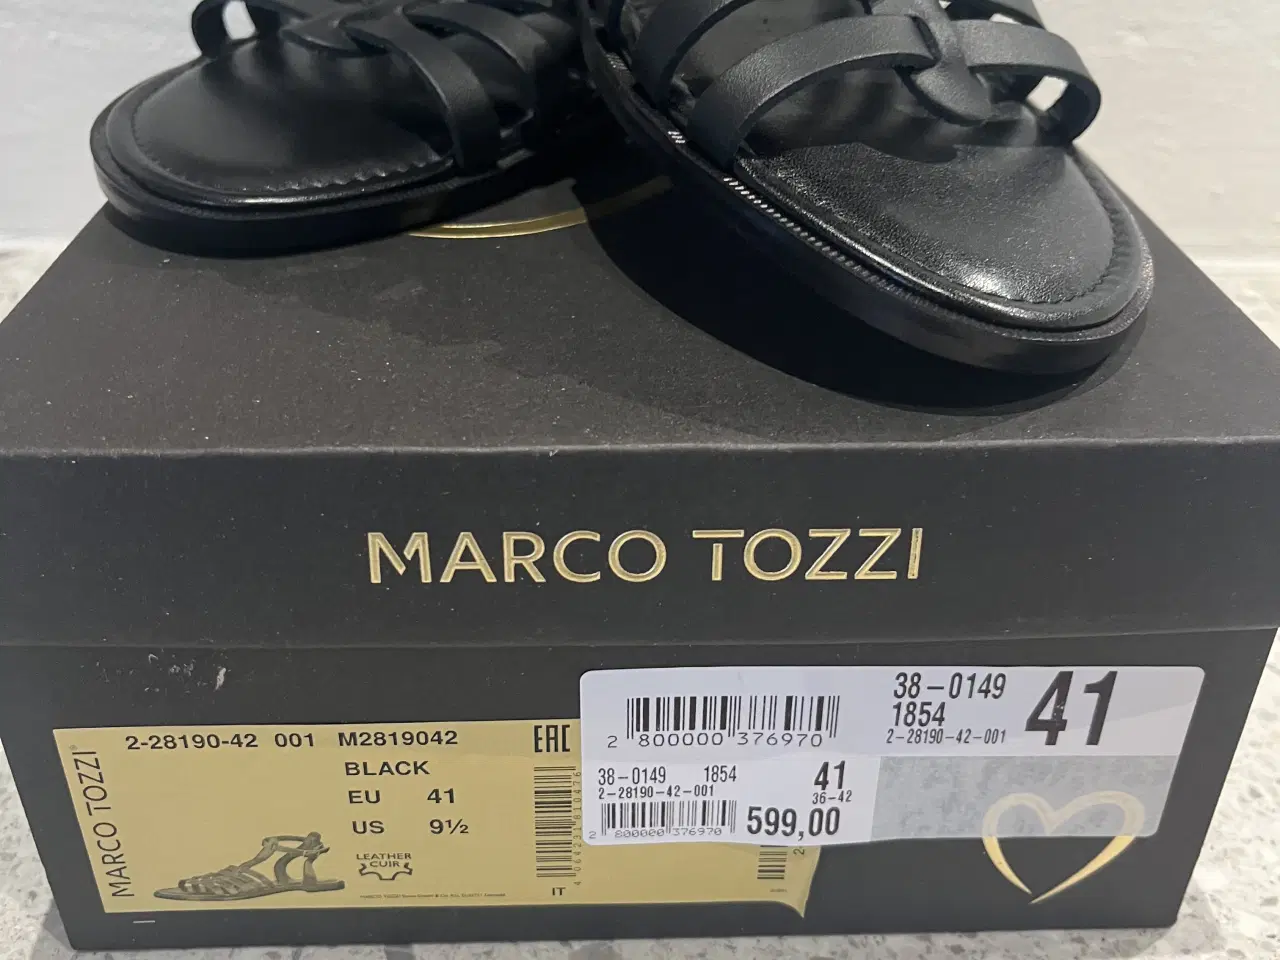 MARCO TOZZI
2-28190-42 001 M2819042
BLACK
EU 41
US 9½
LEATHER
CUIR
EAC
IT
MARCO TOZZI
2 800000 376970
38-0149
1854
2-28190-42-001
41
38-0149 1854
2-28190-42-001
41
36-42
2 800000 376970
599,00